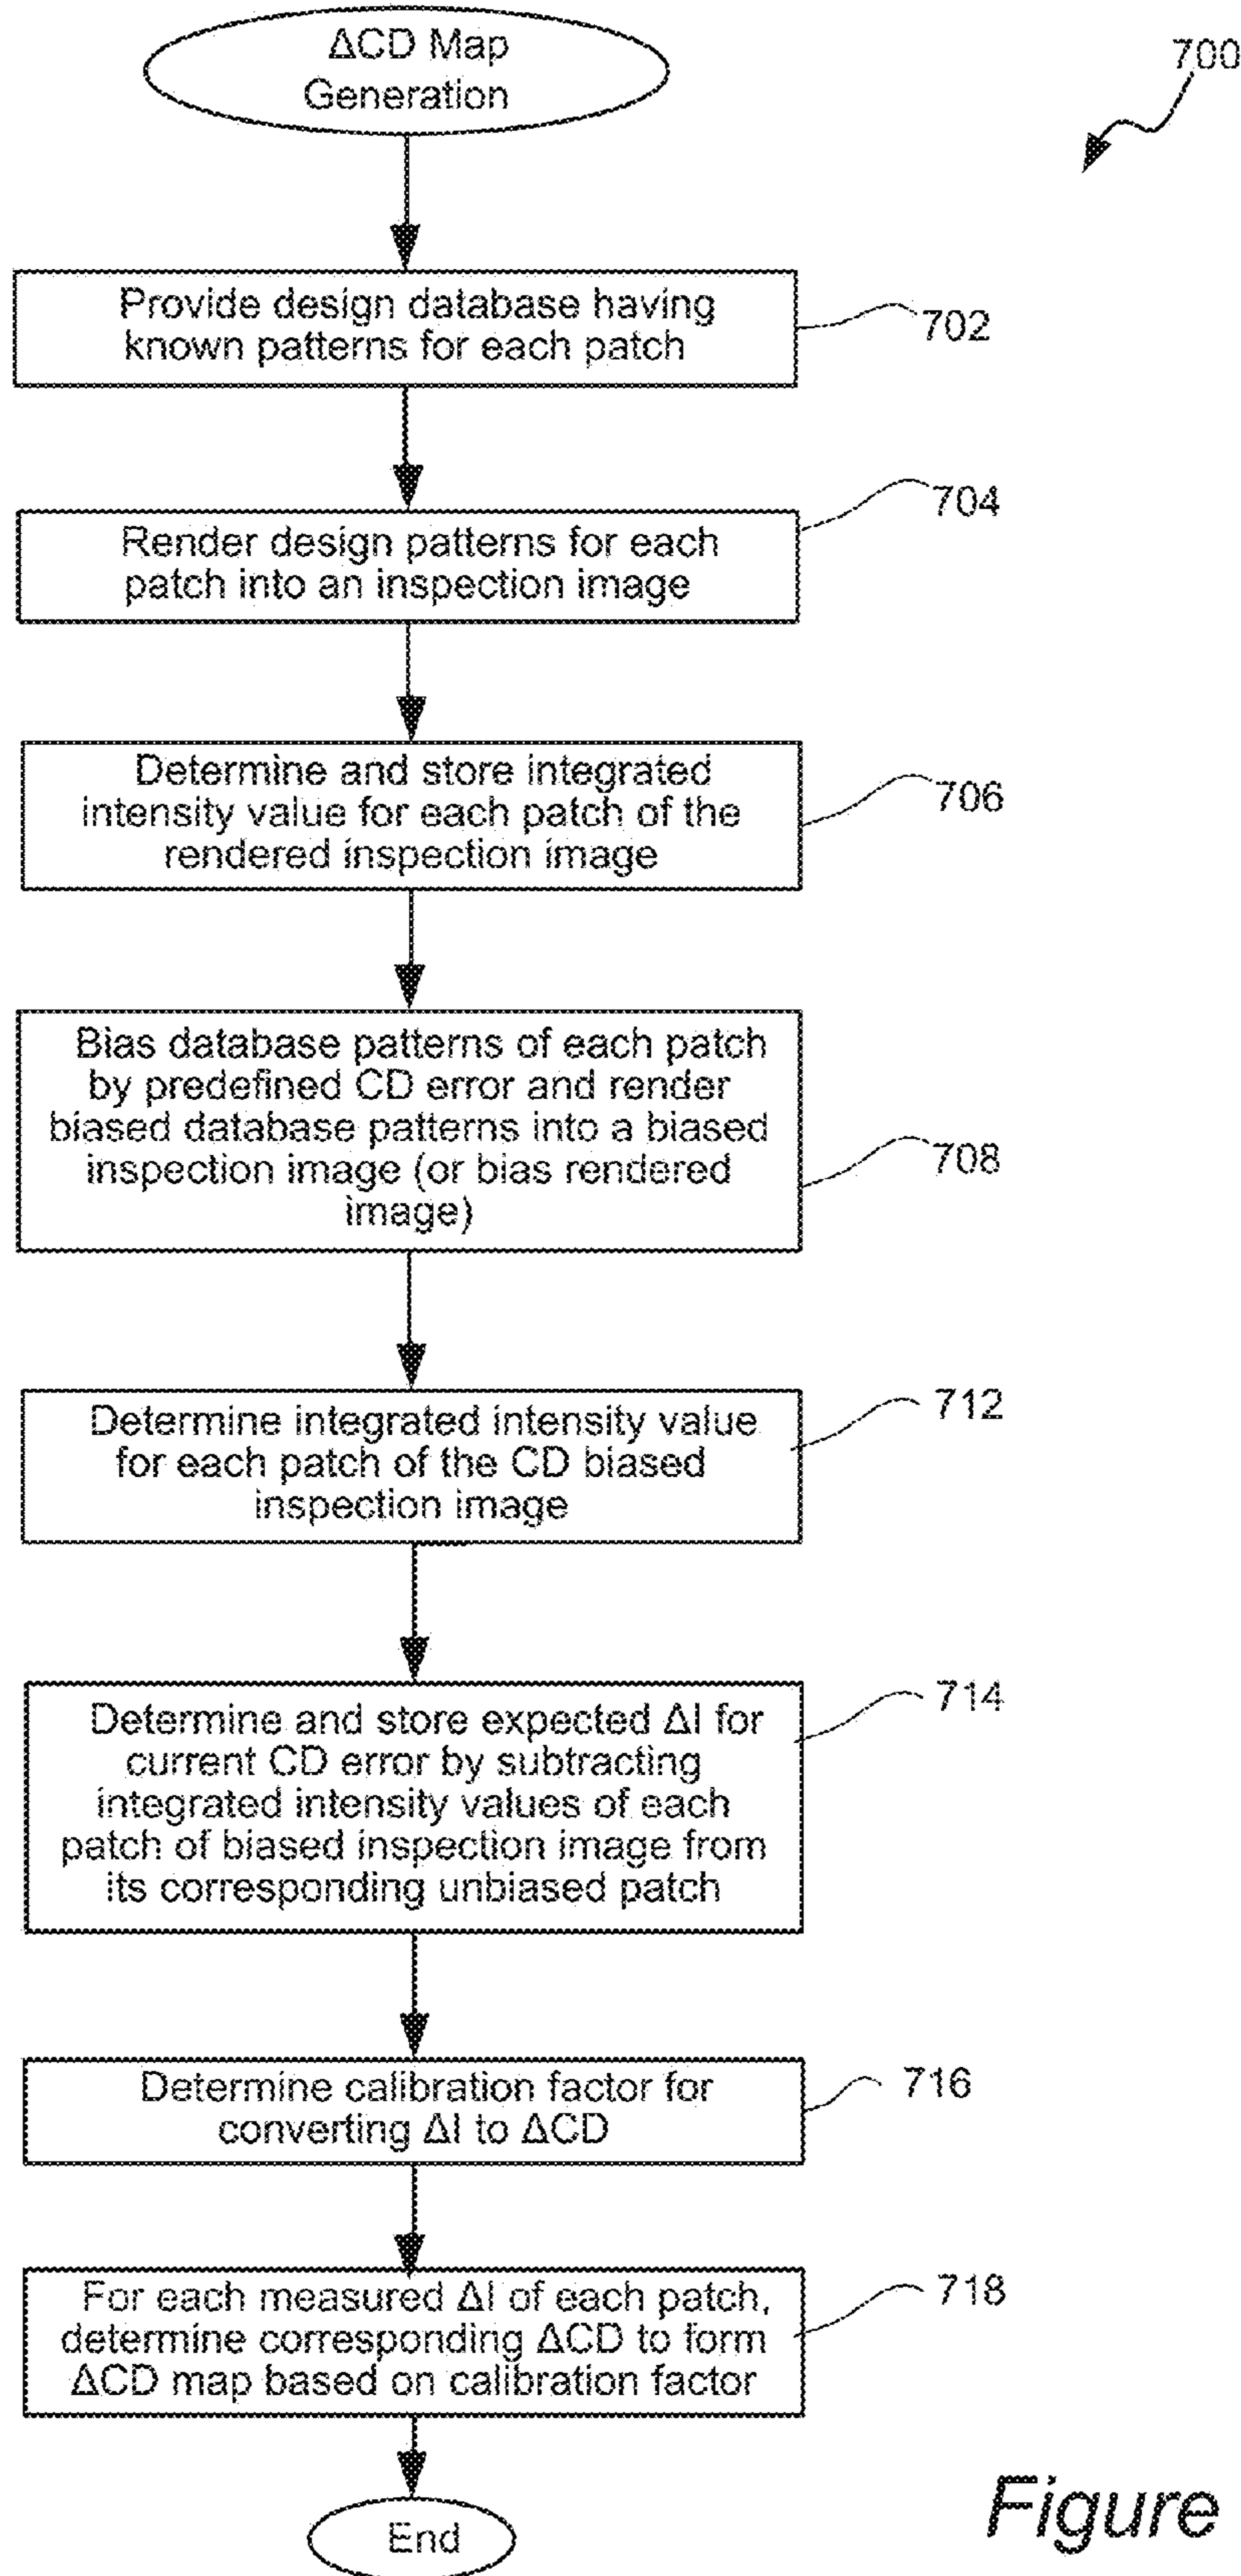 ΔCD Map
Generation
700
Provide design database having
known patterns for each patch
702
Render design patterns for each
patch into an inspection image
704
Determine and store integrated
intensity value for each patch of the
rendered inspection image
706
Bias database patterns of each patch
by predefined CD error and render
biased database patterns into a biased
inspection image (or bias rendered
image)
708
Determine integrated intensity value
for each patch of the CD biased
inspection image
712
Determine and store expected ΔI for
current CD error by subtracting
integrated intensity values of each
patch of biased inspection image from
its corresponding unbiased patch
714
Determine calibration factor for
converting ΔI to ΔCD
716
For each measured ΔI of each patch,
determine corresponding ΔCD to form
ΔCD map based on calibration factor
718
End
Figure